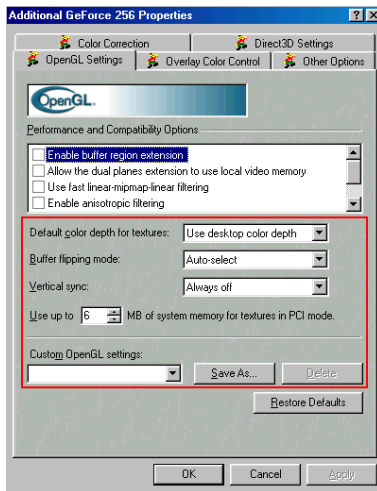 Additional GeForce 256 Properties
Color Correction
Direct3D Settings
OpenGL Settings
Overlay Color Control
Other Options
OpenGL.
Performance and Compatibility Options
Enable buffer region extension
Allow the dual planes extension to use local video memory
Use fast linear-mipmap-linear filtering
Enable anisotropic filtering
Default color depth for textures: Use desktop color depth
Buffer flipping mode: Auto-select
Vertical sync: Always off
Use up to 6 MB of system memory for textures in PCI mode.
Custom OpenGL settings:
Save As... Delete
Restore Defaults
OK Cancel Apply